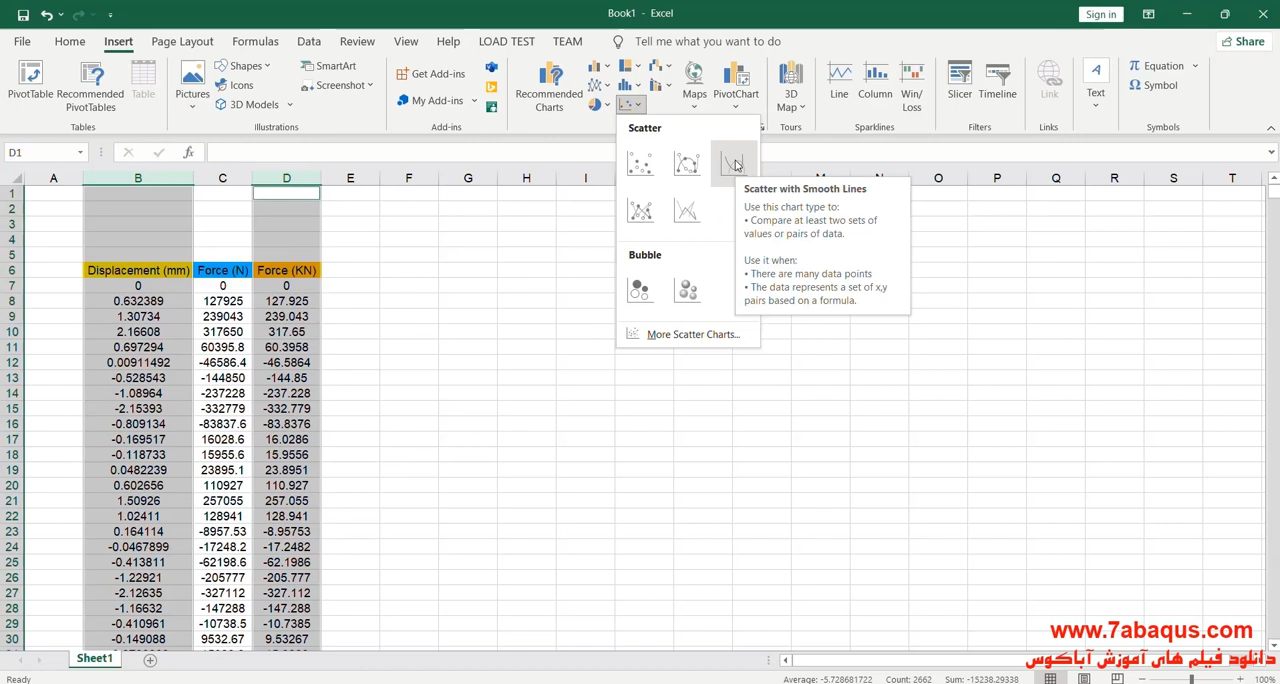 Book1 - Excel
Sign in
File Home Insert Page Layout Formulas Data Review View Help LOAD TEST TEAM Tell me what you want to do Share
PivotTable Recommended PivotTables Table
Tables
Pictures Shapes Icons 3D Models SmartArt Screenshot
Illustrations
Get Add-ins
My Add-ins
Add-ins
Recommended Charts
Maps PivotChart
3D Map
Tours
Line Column Win/Loss
Sparklines
Slicer Timeline
Filters
Link
Links
Text
Equation
Symbol
Symbols
D1 fx
Scatter
Scatter with Smooth Lines
Use this chart type to:
• Compare at least two sets of
values or pairs of data.
Use it when:
• There are many data points
• The data represents a set of x,y
pairs based on a formula.
Bubble
More Scatter Charts...
A B C D E F G H I N O P Q R S T
1
2
3
4
5
6 Displacement (mm) Force (N) Force (KN)
7 0 0 0
8 0.632389 127925 127.925
9 1.30734 239043 239.043
10 2.16608 317650 317.65
11 0.697294 60395.8 60.3958
12 0.00911492 -46586.4 -46.5864
13 -0.528543 -144850 -144.85
14 -1.08964 -237228 -237.228
15 -2.15393 -332779 -332.779
16 -0.809134 -83837.6 -83.8376
17 -0.169517 16028.6 16.0286
18 -0.118733 15955.6 15.9556
19 0.0482239 23895.1 23.8951
20 0.602656 110927 110.927
21 1.50926 257055 257.055
22 1.02411 128941 128.941
23 0.164114 -8957.53 -8.95753
24 -0.0467899 -17248.2 -17.2482
25 -0.413811 -62198.6 -62.1986
26 -1.22921 -205777 -205.777
27 -2.12635 -327112 -327.112
28 -1.16632 -147288 -147.288
29 -0.410961 -10738.5 -10.7385
30 -0.149088 9532.67 9.53267
www.7abaqus.com
دانلود فیلم های آموزش آباکوس
Sheet1
Ready Average: -5.728681722 Count: 2662 Sum: -15238.29338 100%